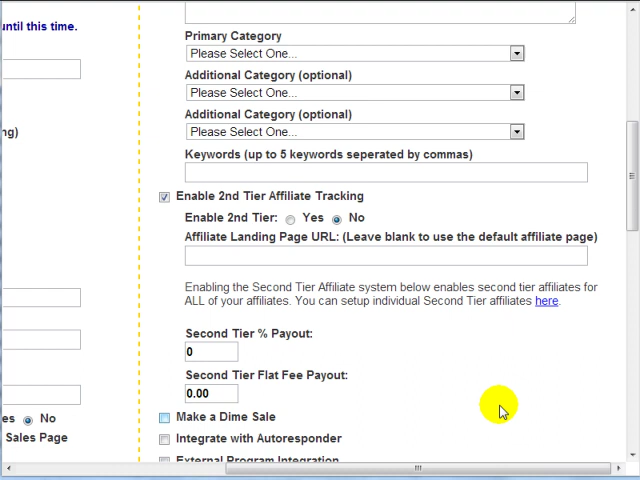 until this time.
Primary Category
Please Select One...
Additional Category (optional)
Please Select One...
Additional Category (optional)
Please Select One...
ng)
Keywords (up to 5 keywords seperated by commas)
Enable 2nd Tier Affiliate Tracking
Enable 2nd Tier: Yes No
Affiliate Landing Page URL: (Leave blank to use the default affiliate page)
Enabling the Second Tier Affiliate system below enables second tier affiliates for
ALL of your affiliates. You can setup individual Second Tier affiliates here.
Second Tier % Payout:
0
Second Tier Flat Fee Payout:
0.00
Make a Dime Sale
es No
Sales Page
Integrate with Autoresponder
External Program Integration